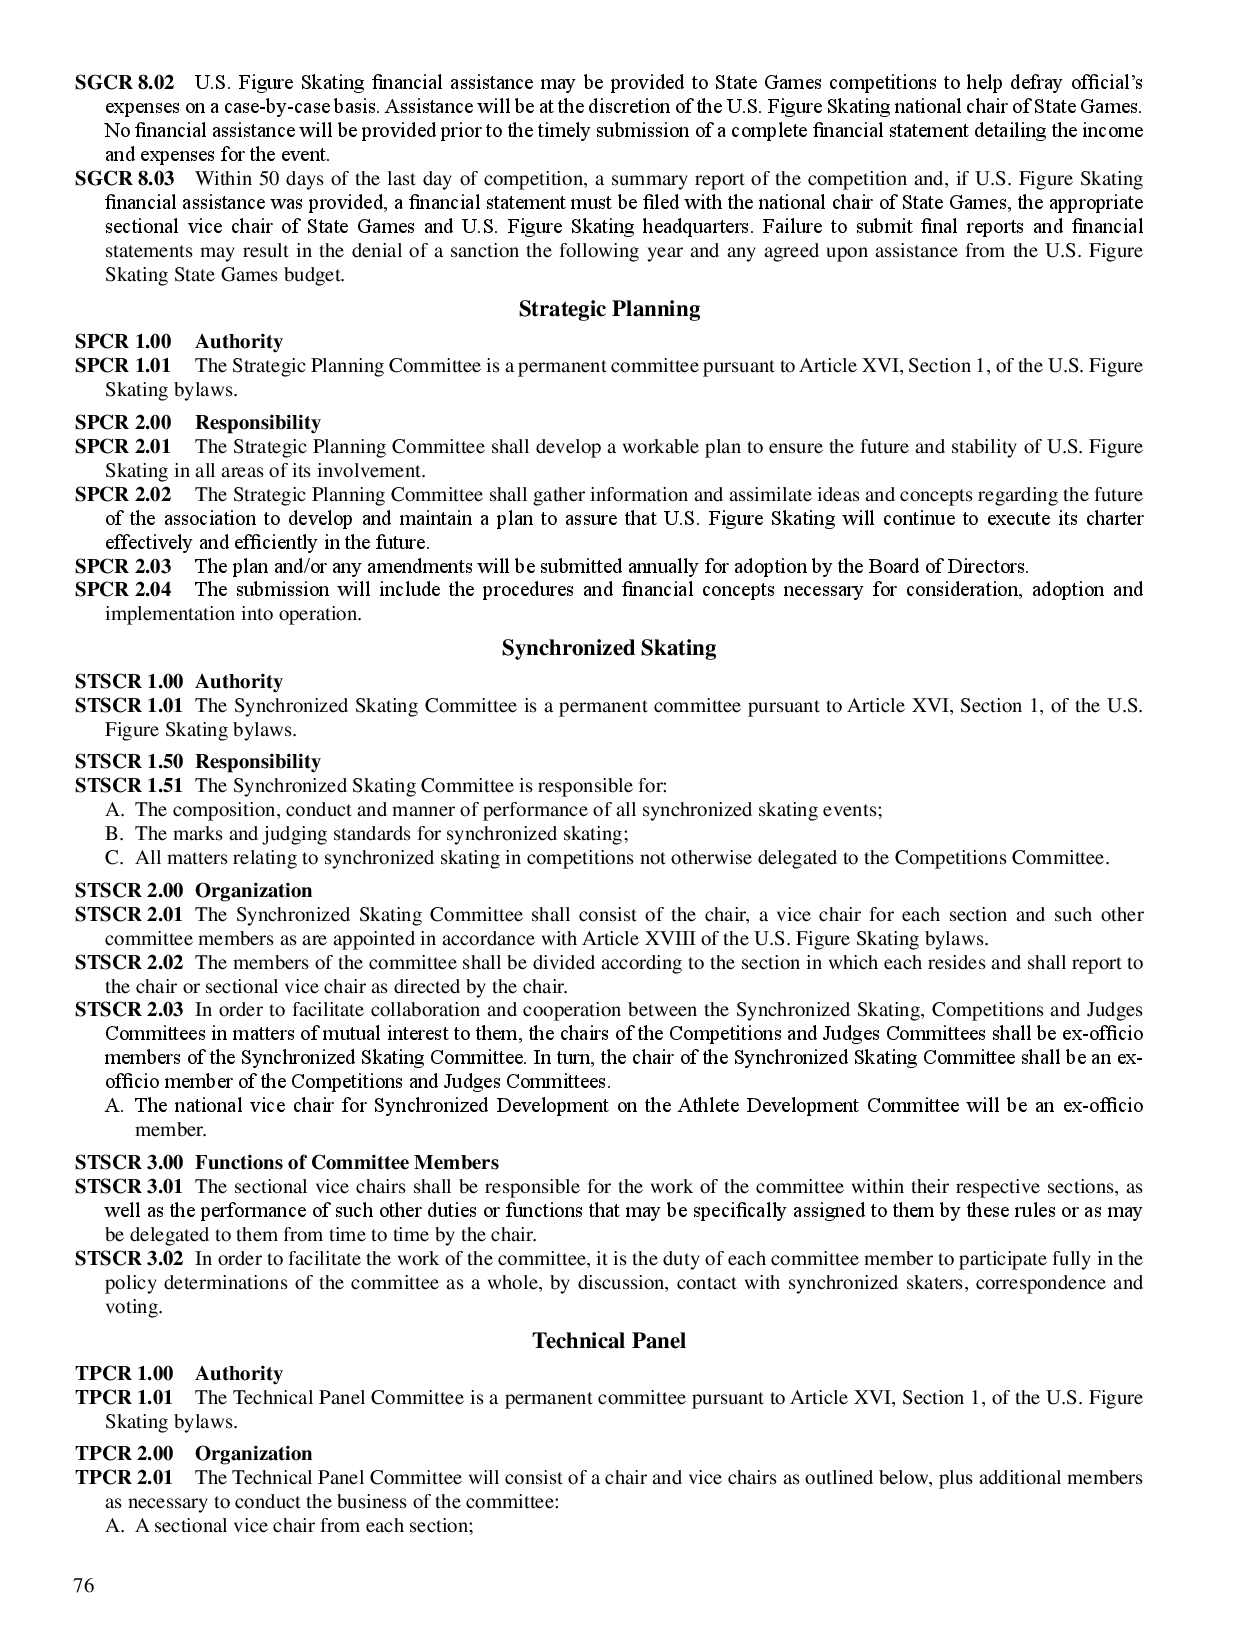 SGCR 8.02 U.S. Figure Skating financial assistance may be provided to State Games competitions to help defray official's
expenses on a case-by-case basis. Assistance will be at the discretion of the U.S. Figure Skating national chair of State Games.
No financial assistance will be provided prior to the timely submission of a complete financial statement detailing the income
and expenses for the event.
SGCR 8.03 Within 50 days of the last day of competition, a summary report of the competition and, if U.S. Figure Skating
financial assistance was provided, a financial statement must be filed with the national chair of State Games, the appropriate
sectional vice chair of State Games and U.S. Figure Skating headquarters. Failure to submit final reports and financial
statements may result in the denial of a sanction the following year and any agreed upon assistance from the U.S. Figure
Skating State Games budget.
Strategic Planning
SPCR 1.00 Authority
SPCR 1.01 The Strategic Planning Committee is a permanent committee pursuant to Article XVI, Section 1, of the U.S. Figure
Skating bylaws.
SPCR 2.00 Responsibility
SPCR 2.01 The Strategic Planning Committee shall develop a workable plan to ensure the future and stability of U.S. Figure
Skating in all areas of its involvement.
SPCR 2.02 The Strategic Planning Committee shall gather information and assimilate ideas and concepts regarding the future
of the association to develop and maintain a plan to assure that U.S. Figure Skating will continue to execute its charter
effectively and efficiently in the future.
SPCR 2.03 The plan and/or any amendments will be submitted annually for adoption by the Board of Directors.
SPCR 2.04 The submission will include the procedures and financial concepts necessary for consideration, adoption and
implementation into operation.
Synchronized Skating
STSCR 1.00 Authority
STSCR 1.01 The Synchronized Skating Committee is a permanent committee pursuant to Article XVI, Section 1, of the U.S.
Figure Skating bylaws.
STSCR 1.50 Responsibility
STSCR 1.51 The Synchronized Skating Committee is responsible for:
A. The composition, conduct and manner of performance of all synchronized skating events;
B. The marks and judging standards for synchronized skating;
C. All matters relating to synchronized skating in competitions not otherwise delegated to the Competitions Committee.
STSCR 2.00 Organization
STSCR 2.01 The Synchronized Skating Committee shall consist of the chair, a vice chair for each section and such other
committee members as are appointed in accordance with Article XVIII of the U.S. Figure Skating bylaws.
STSCR 2.02 The members of the committee shall be divided according to the section in which each resides and shall report to
the chair or sectional vice chair as directed by the chair.
STSCR 2.03 In order to facilitate collaboration and cooperation between the Synchronized Skating, Competitions and Judges
Committees in matters of mutual interest to them, the chairs of the Competitions and Judges Committees shall be ex-officio
members of the Synchronized Skating Committee. In turn, the chair of the Synchronized Skating Committee shall be an ex-
officio member of the Competitions and Judges Committees.
A. The national vice chair for Synchronized Development on the Athlete Development Committee will be an ex-officio
member.
STSCR 3.00 Functions of Committee Members
STSCR 3.01 The sectional vice chairs shall be responsible for the work of the committee within their respective sections, as
well as the performance of such other duties or functions that may be specifically assigned to them by these rules or as may
be delegated to them from time to time by the chair.
STSCR 3.02 In order to facilitate the work of the committee, it is the duty of each committee member to participate fully in the
policy determinations of the committee as a whole, by discussion, contact with synchronized skaters, correspondence and
voting.
Technical Panel
TPCR 1.00 Authority
TPCR 1.01 The Technical Panel Committee is a permanent committee pursuant to Article XVI, Section 1, of the U.S. Figure
Skating bylaws.
TPCR 2.00 Organization
TPCR 2.01 The Technical Panel Committee will consist of a chair and vice chairs as outlined below, plus additional members
as necessary to conduct the business of the committee:
A. A sectional vice chair from each section;
76